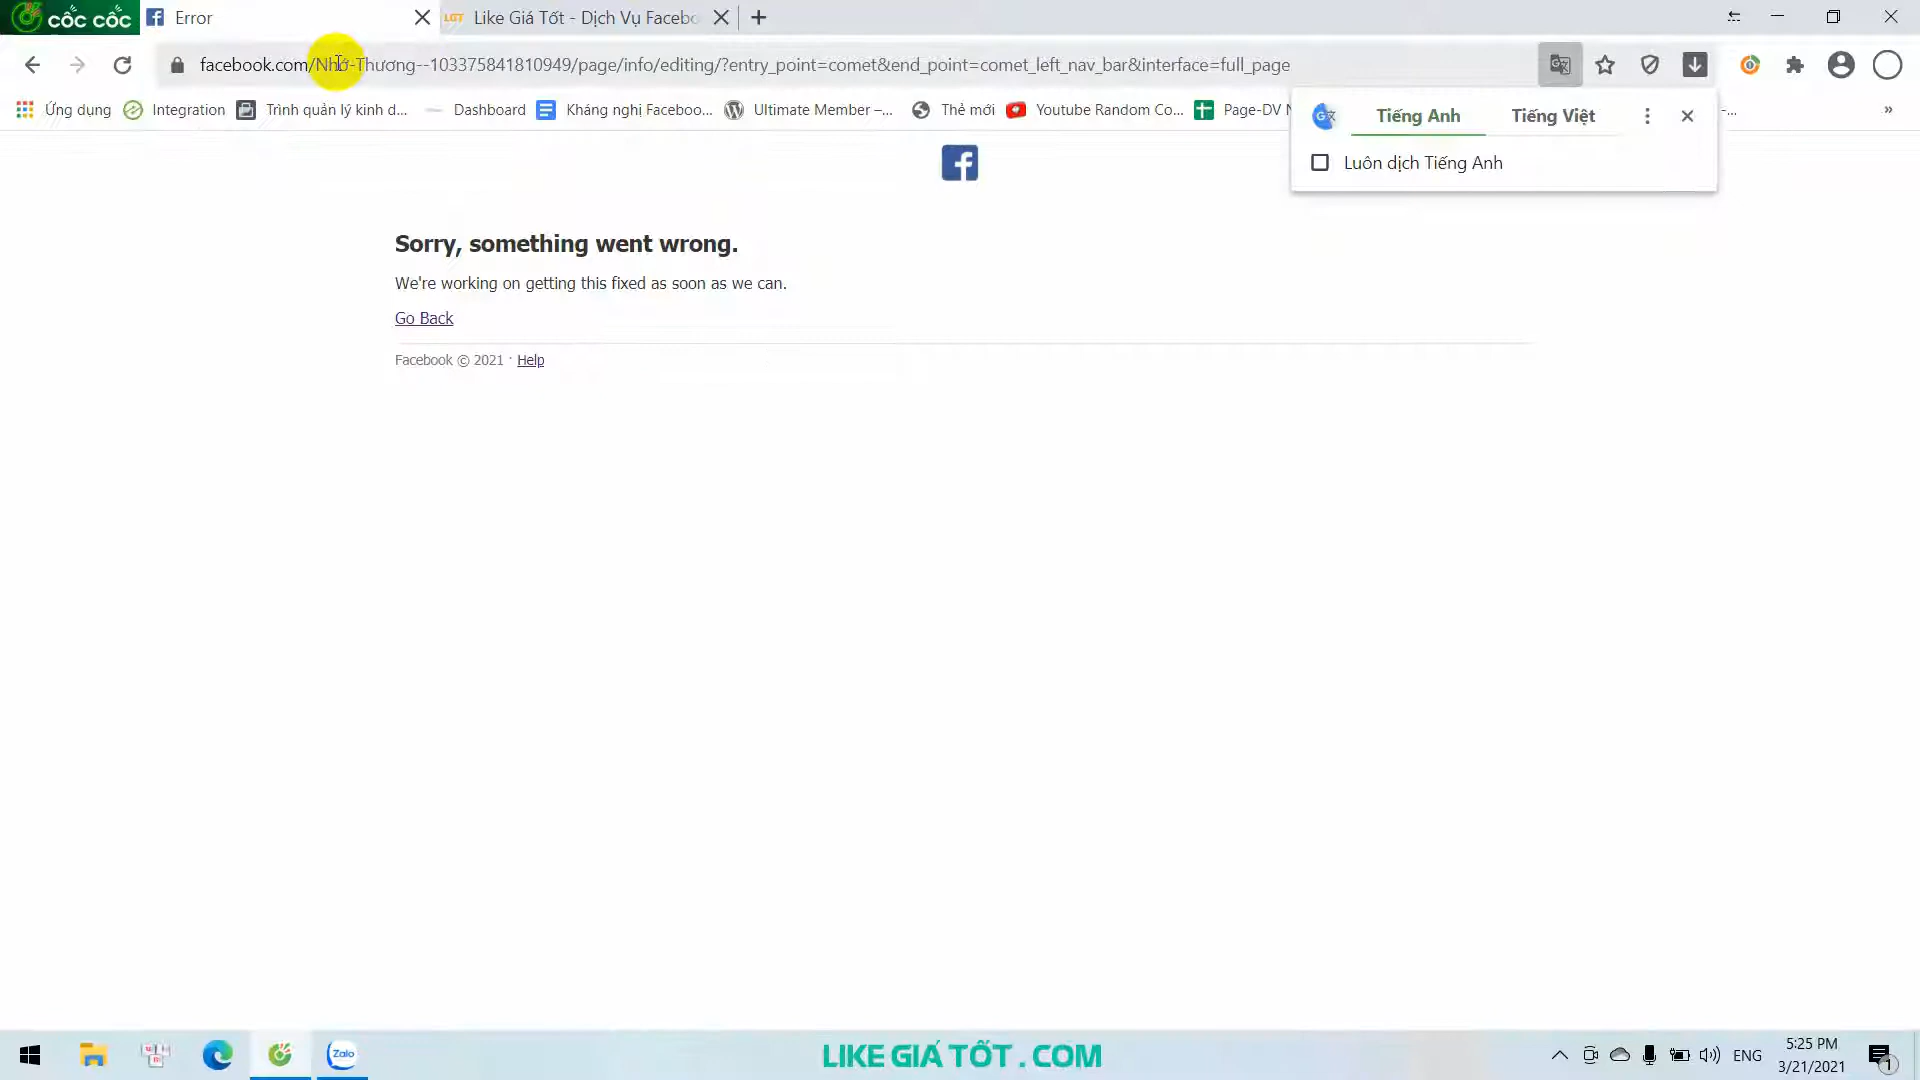 cốc cốc
Error
LGT
Like Giá Tốt - Dịch Vụ Facebo
facebook.com/Nhớ-Thương--103375841810949/page/info/editing/?entry_point=comet&end_point=comet_left_nav_bar&interface=full_page
Ứng dụng
Integration
Trình quản lý kinh d...
Dashboard
Kháng nghị Faceboo...
Ultimate Member –...
Thẻ mới
Youtube Random Co...
Page-DV
Tiếng Anh
Tiếng Việt
Luôn dịch Tiếng Anh
Sorry, something went wrong.
We're working on getting this fixed as soon as we can.
Go Back
Facebook © 2021 · Help
Zalo
LIKE GIÁ TỐT . COM
ENG
5:25 PM
3/21/2021
1